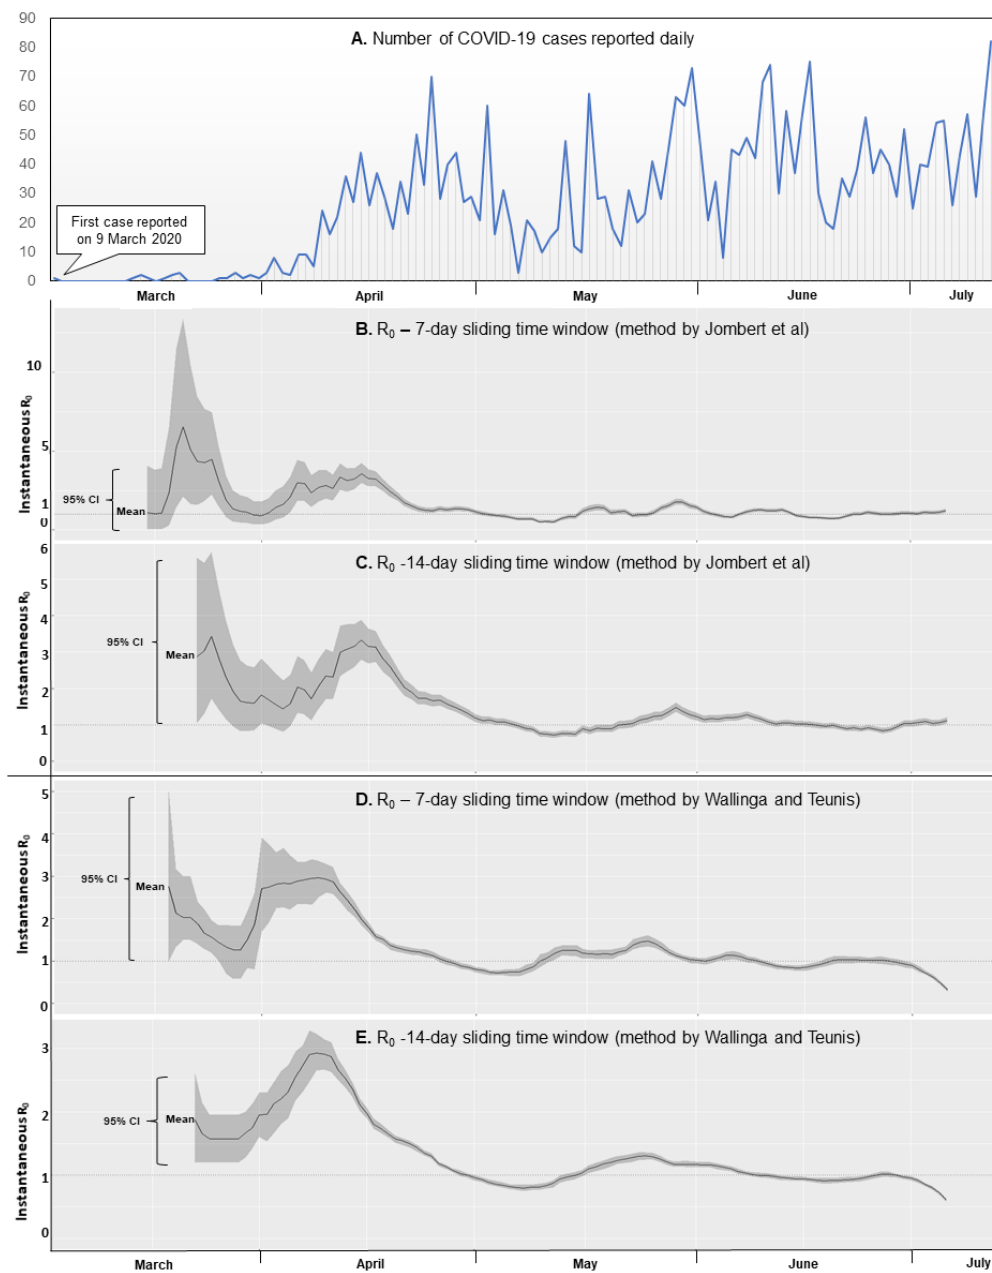 A. Number of COVID-19 cases reported daily
90
80
70
60
50
40
30
20
10
0
First case reported
on 9 March 2020
March April May June July
B. R0 – 7-day sliding time window (method by Jombert et al)
Instantaneous R0
10
5
1
0
95% CI
Mean
C. R0 -14-day sliding time window (method by Jombert et al)
Instantaneous R0
6
5
4
3
2
1
0
95% CI
Mean
D. R0 – 7-day sliding time window (method by Wallinga and Teunis)
Instantaneous R0
5
4
3
2
1
0
95% CI
Mean
E. R0 -14-day sliding time window (method by Wallinga and Teunis)
Instantaneous R0
3
2
1
0
95% CI
Mean
March April May June July